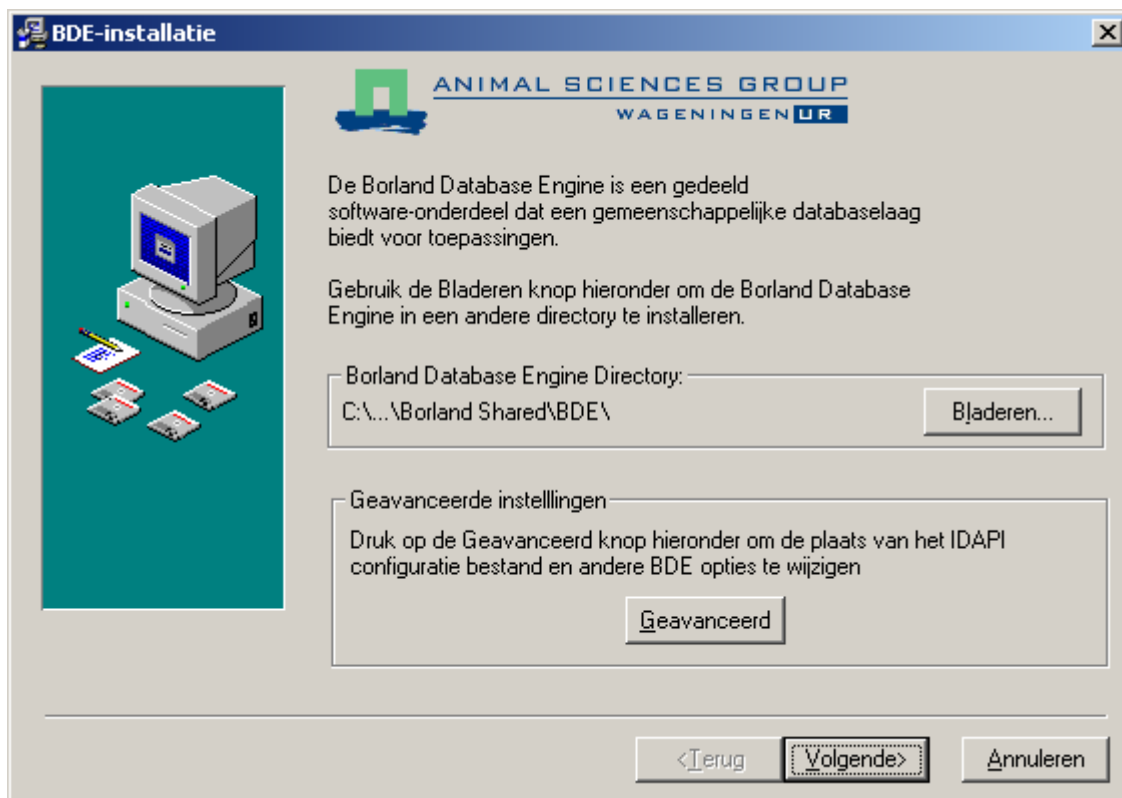 BDE-installatie
ANIMAL SCIENCES GROUP
WAGENINGEN UR
De Borland Database Engine is een gedeeld
software-onderdeel dat een gemeenschappelijke databaselaag
biedt voor toepassingen.
Gebruik de Bladeren knop hieronder om de Borland Database
Engine in een andere directory te installeren.
Borland Database Engine Directory:
C:\...\Borland Shared\BDE\
Bladeren...
Geavanceerde instelllingen
Druk op de Geavanceerd knop hieronder om de plaats van het IDAPI
configuratie bestand en andere BDE opties te wijzigen
Geavanceerd
<Terug
Volgende>
Annuleren